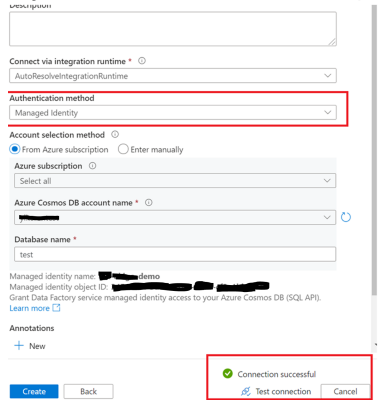 Description
Connect via integration runtime *
AutoResolveIntegrationRuntime
Authentication method
Managed Identity
Account selection method
From Azure subscription Enter manually
Azure subscription
Select all
Azure Cosmos DB account name *
Database name *
test
Managed identity name: demo
Managed identity object ID:
Grant Data Factory service managed identity access to your Azure Cosmos DB (SQL API).
Learn more
Annotations
New
Connection successful
Create Back Test connection Cancel